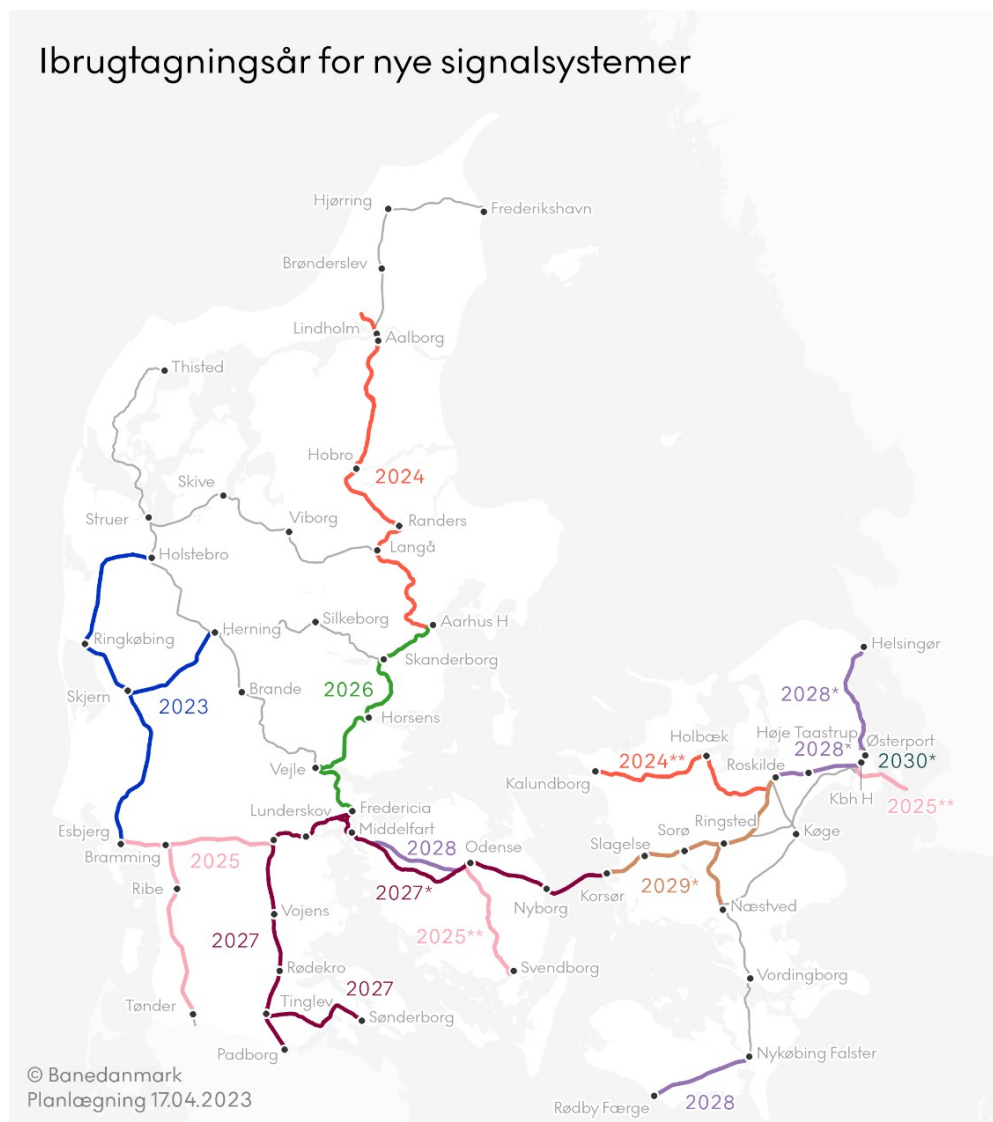 Ibrugtagningsår for nye signalsystemer
Hjørring
Frederikshavn
Brønderslev
Lindholm
Aalborg
Thisted
Hobro
2024
Skive
Struer
Viborg
Randers
Langå
Holstebro
Silkeborg
Aarhus H
Herning
Ringkøbing
Skanderborg
Helsingør
Skjern
2023
Brande
2026
2028*
Horsens
Høje Taastrup
Holbæk
Østerport
2028*
2024**
Roskilde
2030*
Vejle
Kalundborg
Kbh H
2025**
Lunderskov
Fredericia
Ringsted
Esbjerg
Middelfart
Sorø
Køge
Slagelse
2028
Odense
Bramming
2025
2027*
2029*
Ribe
Korsør
Nyborg
Næstved
Vojens
2027
2025**
Rødekro
Svendborg
Vordingborg
2027
Tønder
Tinglev
Sønderborg
Padborg
Nykøbing Falster
© Banedanmark
Planlægning 17.04.2023
Rødby Færge
2028